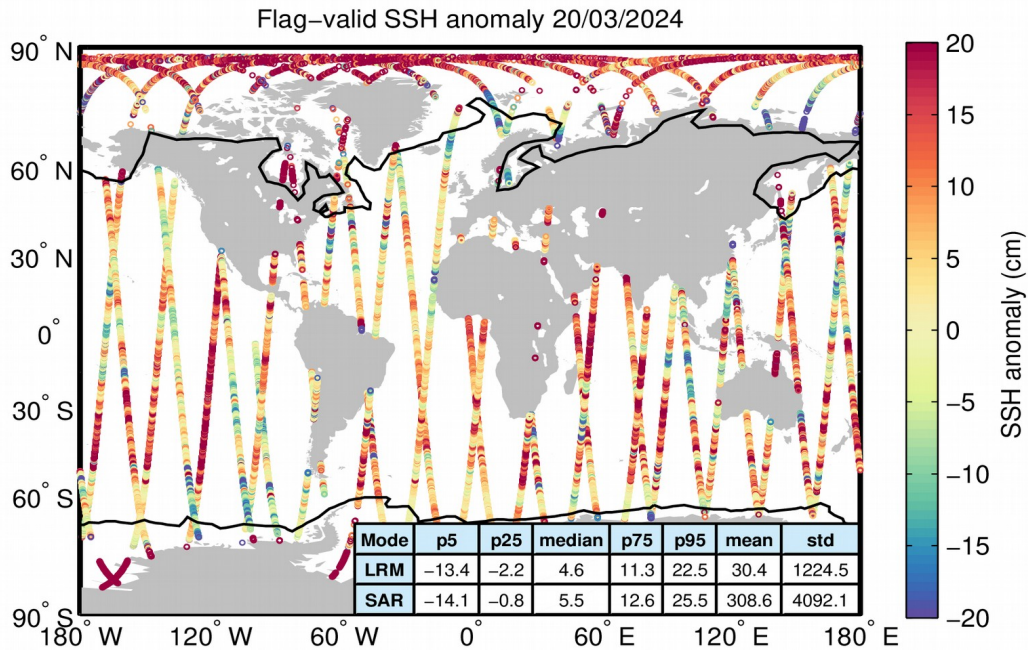 Flag−valid SSH anomaly 20/03/2024
90° N
60° N
30° N
0°
30° S
60° S
90° S
180° W 120° W 60° W 0° 60° E 120° E 180° E
Mode p5 p25 median p75 p95 mean std
LRM −13.4 −2.2 4.6 11.3 22.5 30.4 1224.5
SAR −14.1 −0.8 5.5 12.6 25.5 308.6 4092.1
20
15
10
5
0
−5
−10
−15
−20
SSH anomaly (cm)